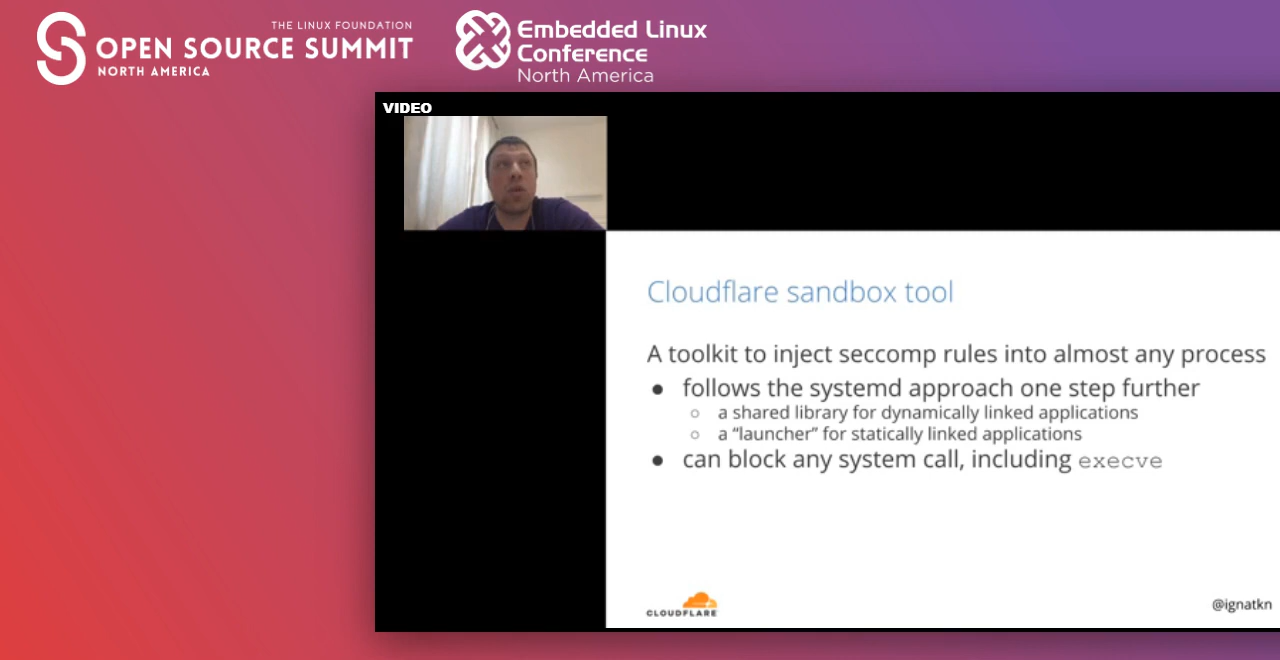 THE LINUX FOUNDATION
OPEN SOURCE SUMMIT
NORTH AMERICA
Embedded Linux
Conference
North America
VIDEO
Cloudflare sandbox tool
A toolkit to inject seccomp rules into almost any process
● follows the systemd approach one step further
○ a shared library for dynamically linked applications
○ a “launcher” for statically linked applications
● can block any system call, including execve
CLOUDFLARE
@ignatkn